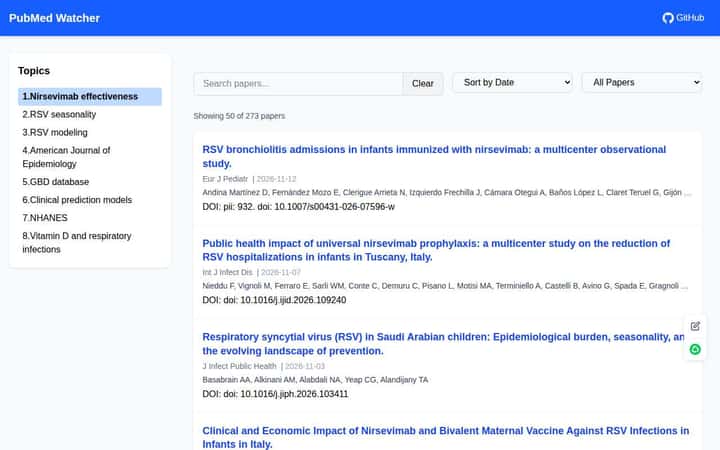 PubMed Watcher
GitHub
Topics
1.Nirsevimab effectiveness
2.RSV seasonality
3.RSV modeling
4.American Journal of
Epidemiology
5.GBD database
6.Clinical prediction models
7.NHANES
8.Vitamin D and respiratory
infections
Search papers...
Clear
Sort by Date
All Papers
Showing 50 of 273 papers
RSV bronchiolitis admissions in infants immunized with nirsevimab: a multicenter observational
study.
Eur J Pediatr | 2026-11-12
Andina Martínez D, Fernández Mozo E, Clerigue Arrieta N, Izquierdo Frechilla J, Cámara Otegui A, Baños López L, Claret Teruel G, Gijón ...
DOI: pii: 932. doi: 10.1007/s00431-026-07596-w
Public health impact of universal nirsevimab prophylaxis: a multicenter study on the reduction of
RSV hospitalizations in infants in Tuscany, Italy.
Int J Infect Dis | 2026-11-07
Nieddu F, Vignoli M, Ferraro E, Sarli WM, Conte C, Demuru C, Pisano L, Motisi MA, Terminiello A, Castelli B, Avino G, Spada E, Gragnoli ...
DOI: doi: 10.1016/j.ijid.2026.109240
Respiratory syncytial virus (RSV) in Saudi Arabian children: Epidemiological burden, seasonality, an
the evolving landscape of prevention.
J Infect Public Health | 2026-11-03
Basabrain AA, Alkinani AM, Alabdali NA, Yeap CG, Alandijany TA
DOI: doi: 10.1016/j.jiph.2026.103411
Clinical and Economic Impact of Nirsevimab and Bivalent Maternal Vaccine Against RSV Infections in
Infants in Italy.